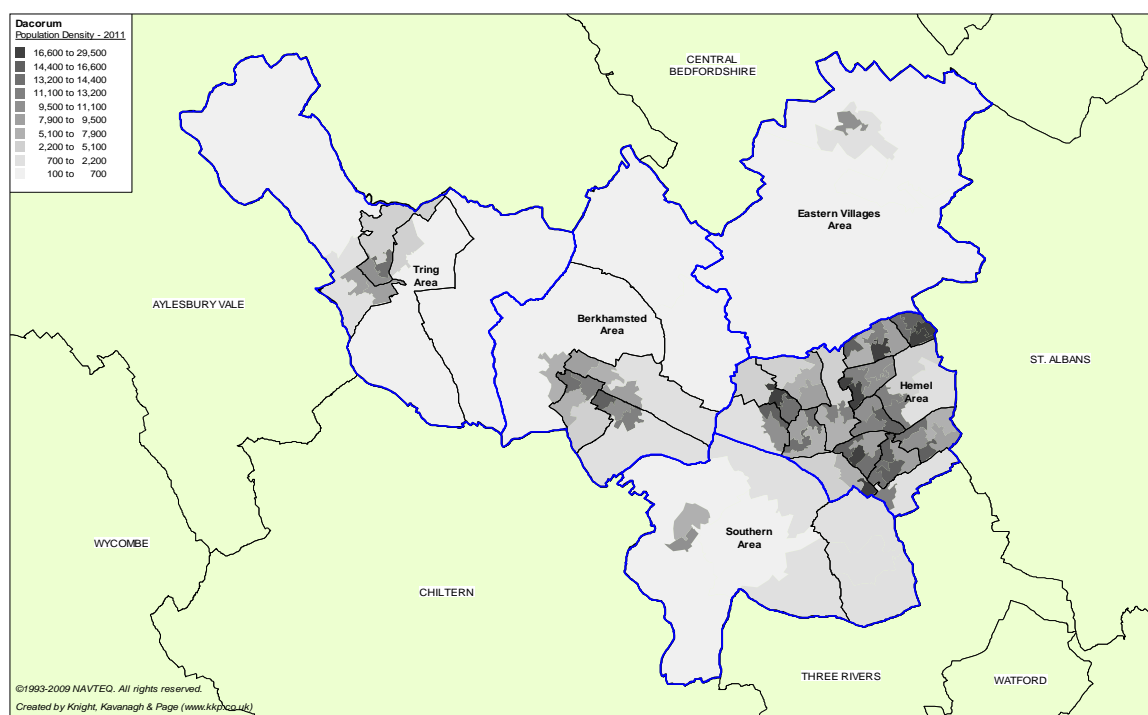 Dacorum
Population Density - 2011
16,600 to 29,500
14,400 to 16,600
13,200 to 14,400
11,100 to 13,200
9,500 to 11,100
7,900 to 9,500
5,100 to 7,900
2,200 to 5,100
700 to 2,200
100 to 700
CENTRAL
BEDFORDSHIRE
Eastern Villages
Area
Tring
Area
AYLESBURY VALE
Berkhamsted
Area
ST. ALBANS
Hemel
Area
Southern
Area
WYCOMBE
CHILTERN
THREE RIVERS
WATFORD
©1993-2009 NAVTEQ. All rights reserved.
Created by Knight, Kavanagh & Page (www.kkp.co.uk)